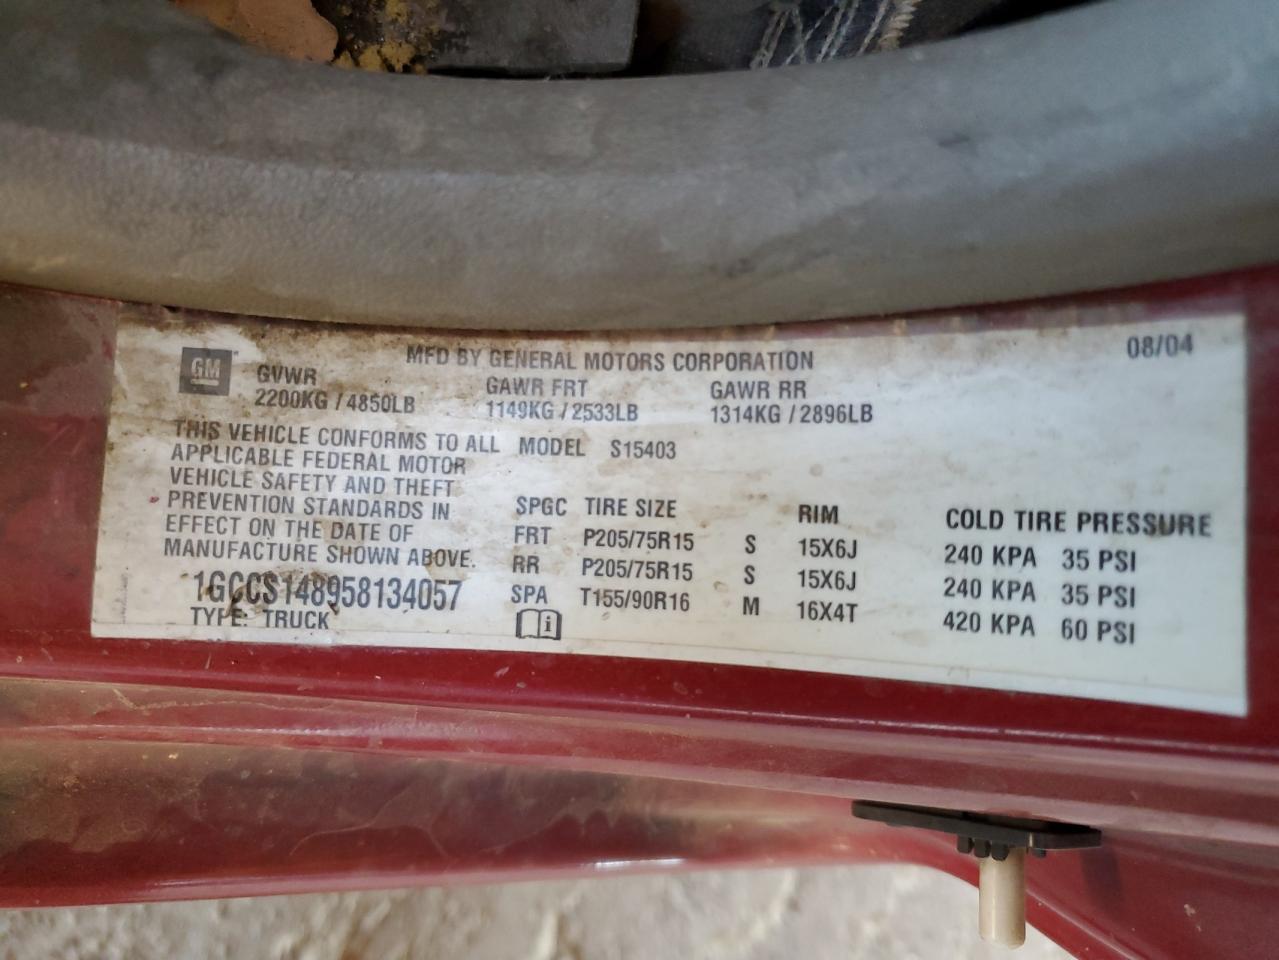 MFD BY GENERAL MOTORS CORPORATION 08/04
GM
GVWR GAWR FRT GAWR RR
2200KG / 4850LB 1149KG / 2533LB 1314KG / 2896LB
THIS VEHICLE CONFORMS TO ALL
APPLICABLE FEDERAL MOTOR
VEHICLE SAFETY AND THEFT
PREVENTION STANDARDS IN
EFFECT ON THE DATE OF
MANUFACTURE SHOWN ABOVE.
1GCCS148958134057
TYPE: TRUCK
MODEL S15403
SPGC TIRE SIZE RIM COLD TIRE PRESSURE
FRT P205/75R15 S 15X6J 240 KPA 35 PSI
RR P205/75R15 S 15X6J 240 KPA 35 PSI
SPA T155/90R16 M 16X4T 420 KPA 60 PSI
i